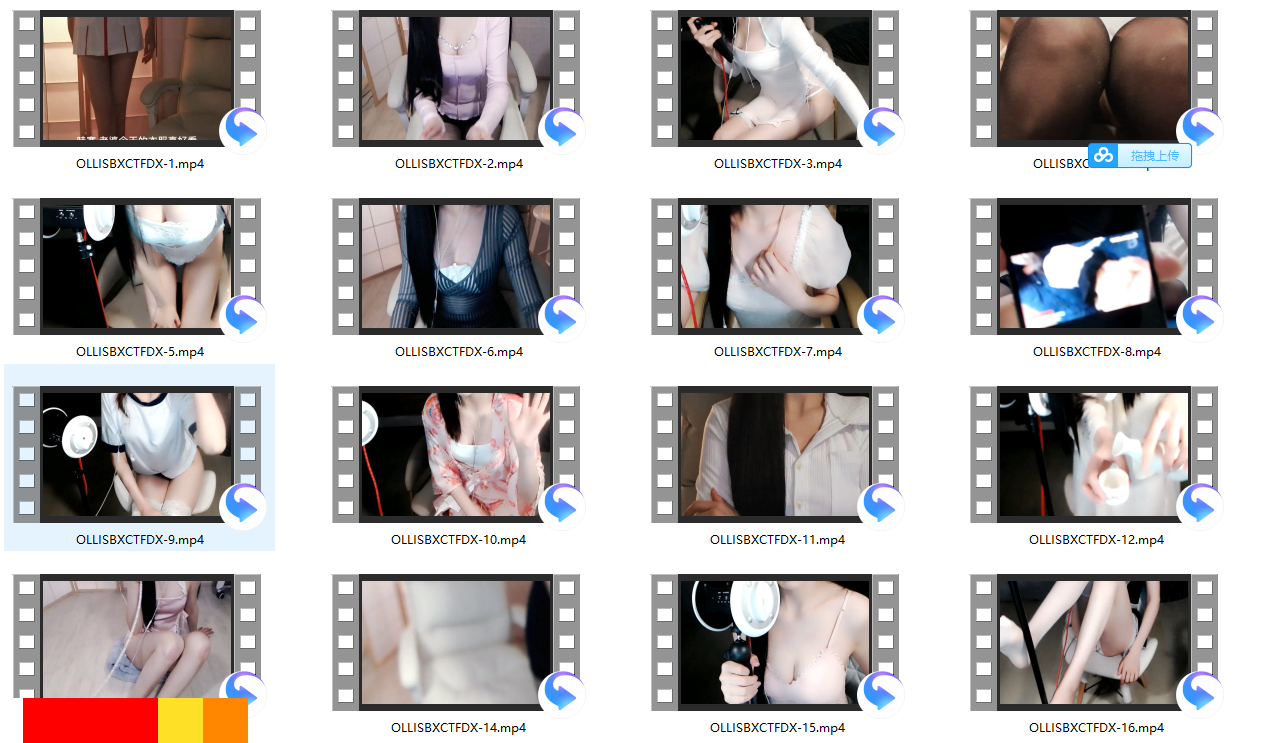 OLLISBXCTFDX-1.mp4
OLLISBXCTFDX-2.mp4
OLLISBXCTFDX-3.mp4
拖拽上传
OLLISBXCTFDX-5.mp4
OLLISBXCTFDX-6.mp4
OLLISBXCTFDX-7.mp4
OLLISBXCTFDX-8.mp4
OLLISBXCTFDX-9.mp4
OLLISBXCTFDX-10.mp4
OLLISBXCTFDX-11.mp4
OLLISBXCTFDX-12.mp4
OLLISBXCTFDX-14.mp4
OLLISBXCTFDX-15.mp4
OLLISBXCTFDX-16.mp4